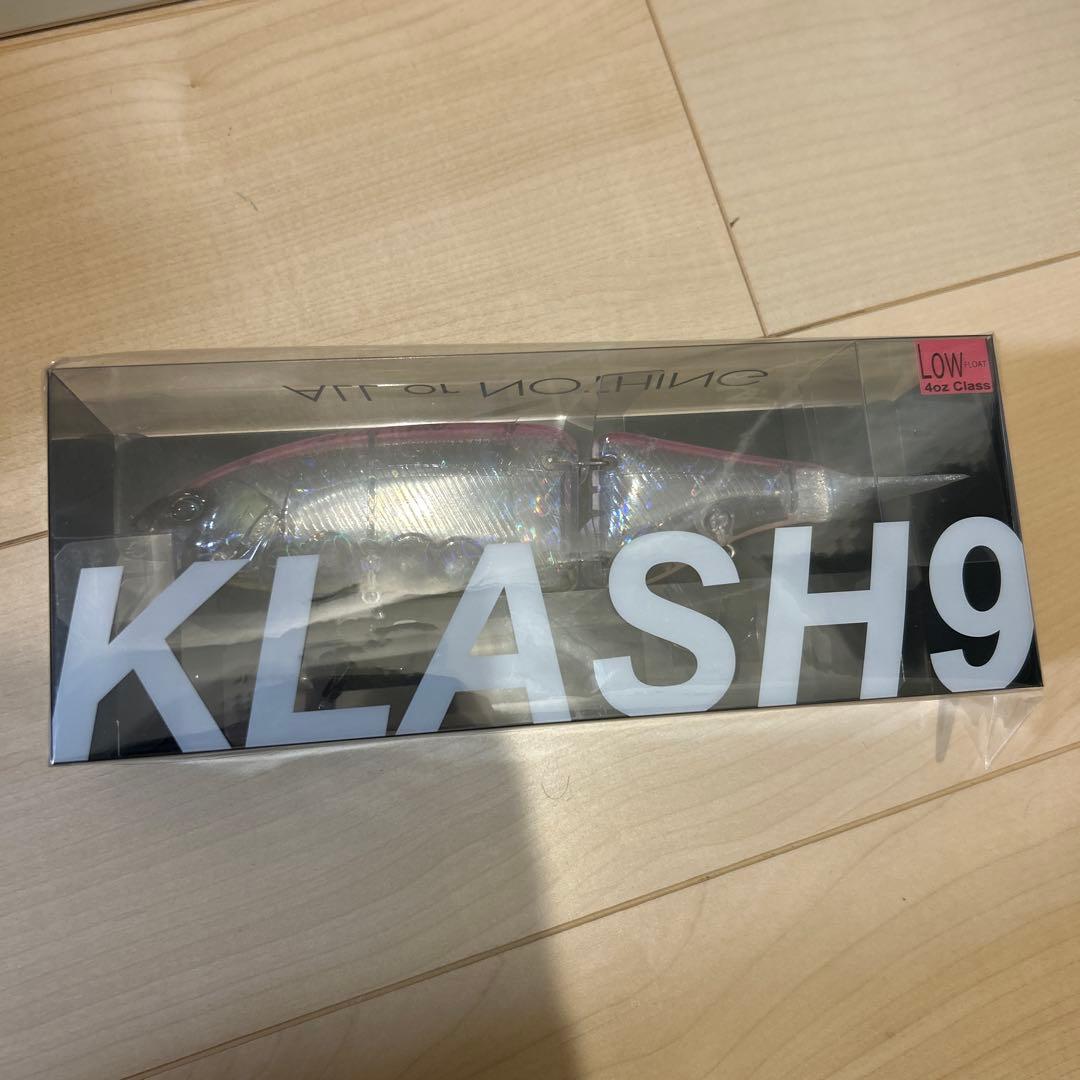 LOW FLOAT
4oz Class
ALL or NOTHING
KLASH9